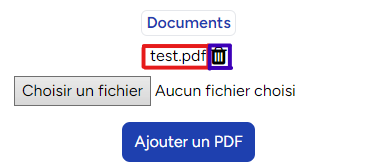 Documents
test.pdf
Choisir un fichier Aucun fichier choisi
Ajouter un PDF